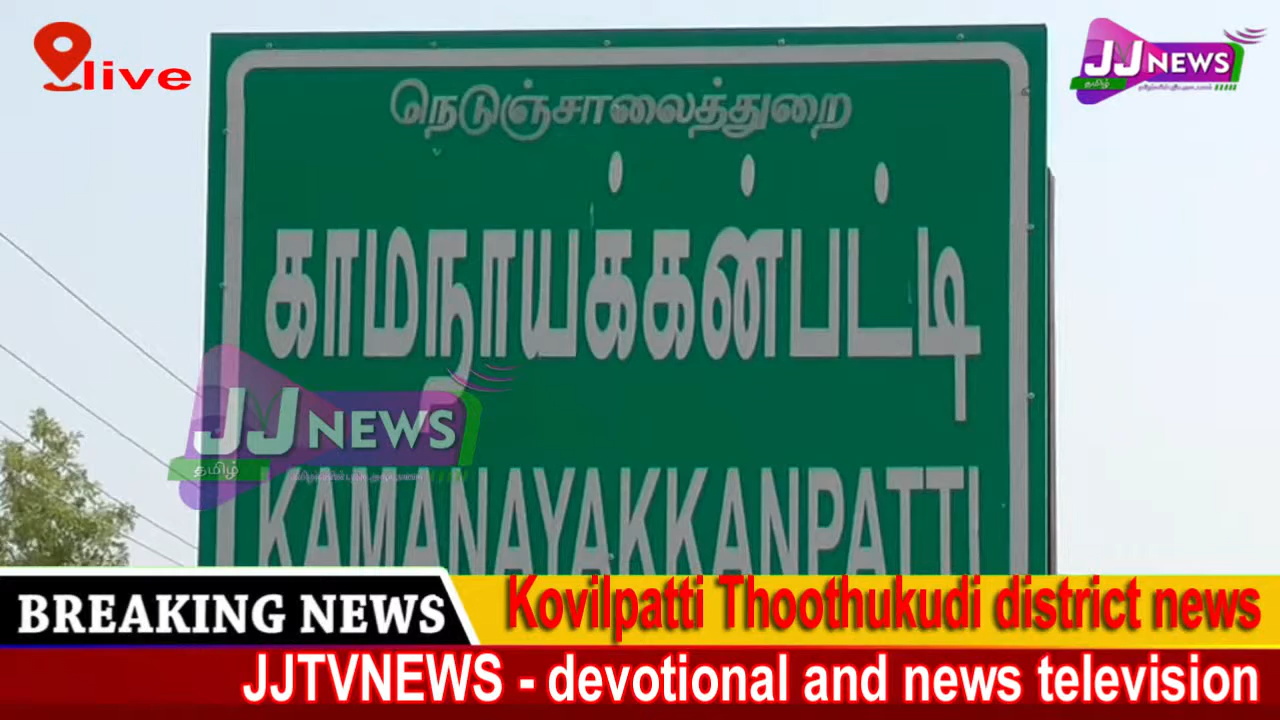 live
JJ NEWS
தமிழ்
நெடுஞ்சாலைத்துறை
காமநாயக்கன்பட்டி
JJ NEWS
தமிழ்
KAMANAYAKKANPATTI
BREAKING NEWS
Kovilpatti Thoothukudi district news
JJTVNEWS - devotional and news television